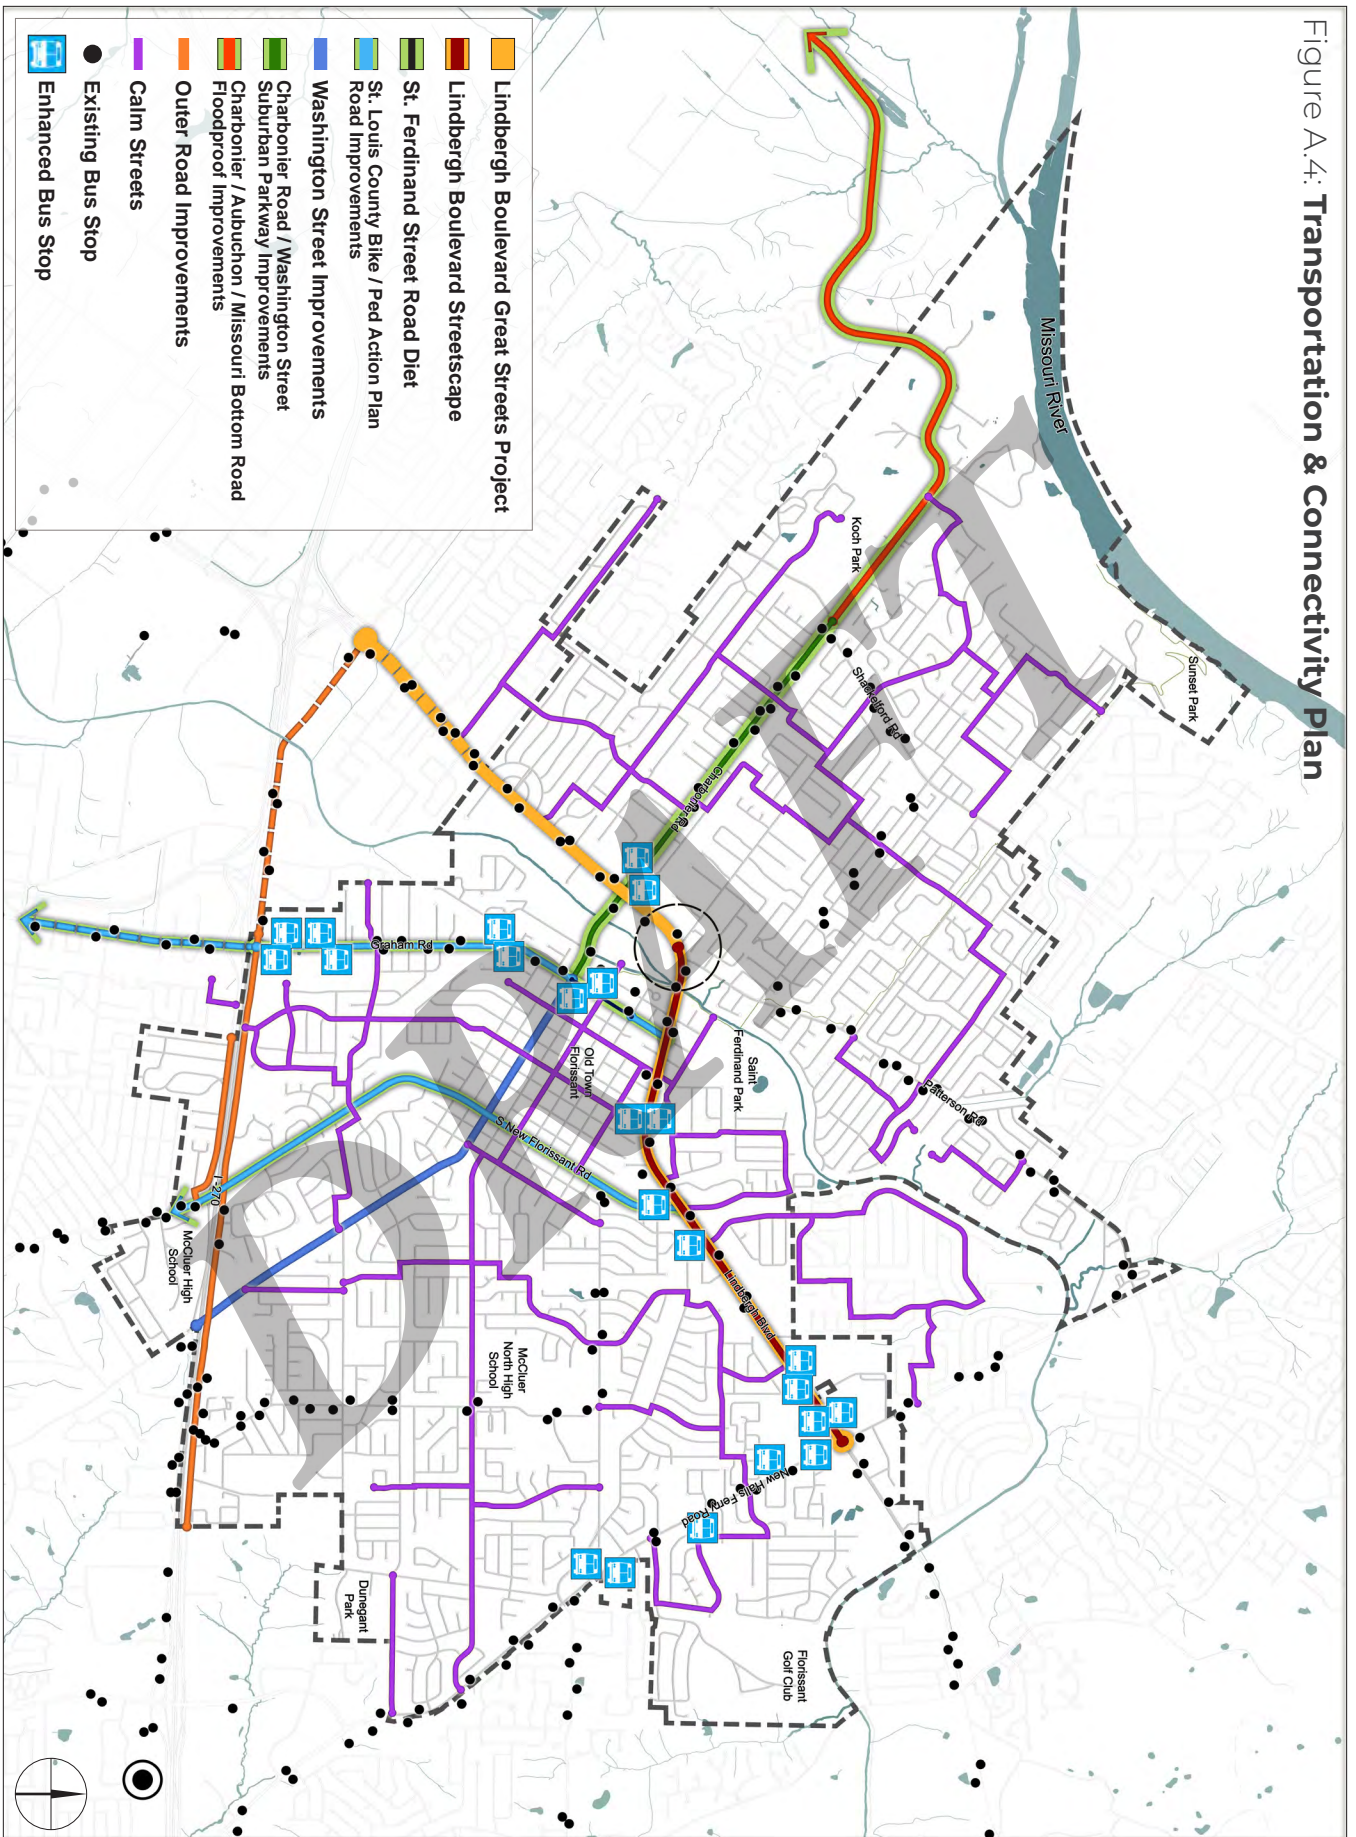 Figure A.4: Transportation & Connectivity Plan
Missouri River
Sunset Park
Koch Park
Shackelford Rd
Charbonier Rd
Saint
Ferdinand Park
Patterson Rd
Graham Rd
Old Town
Florissant
S New Florissant Rd
Lindbergh Blvd
I-270
McCluer High
School
McCluer
North High
School
New Halls Ferry Road
Florissant
Golf Club
Dunegant
Park
DRAFT
Lindbergh Boulevard Great Streets Project
Lindbergh Boulevard Streetscape
St. Ferdinand Street Road Diet
St. Louis County Bike / Ped Action Plan
Road Improvements
Washington Street Improvements
Charbonier Road / Washington Street
Suburban Parkway Improvements
Charbonier / Aubuchon / Missouri Bottom Road
Floodproof Improvements
Outer Road Improvements
Calm Streets
Existing Bus Stop
Enhanced Bus Stop